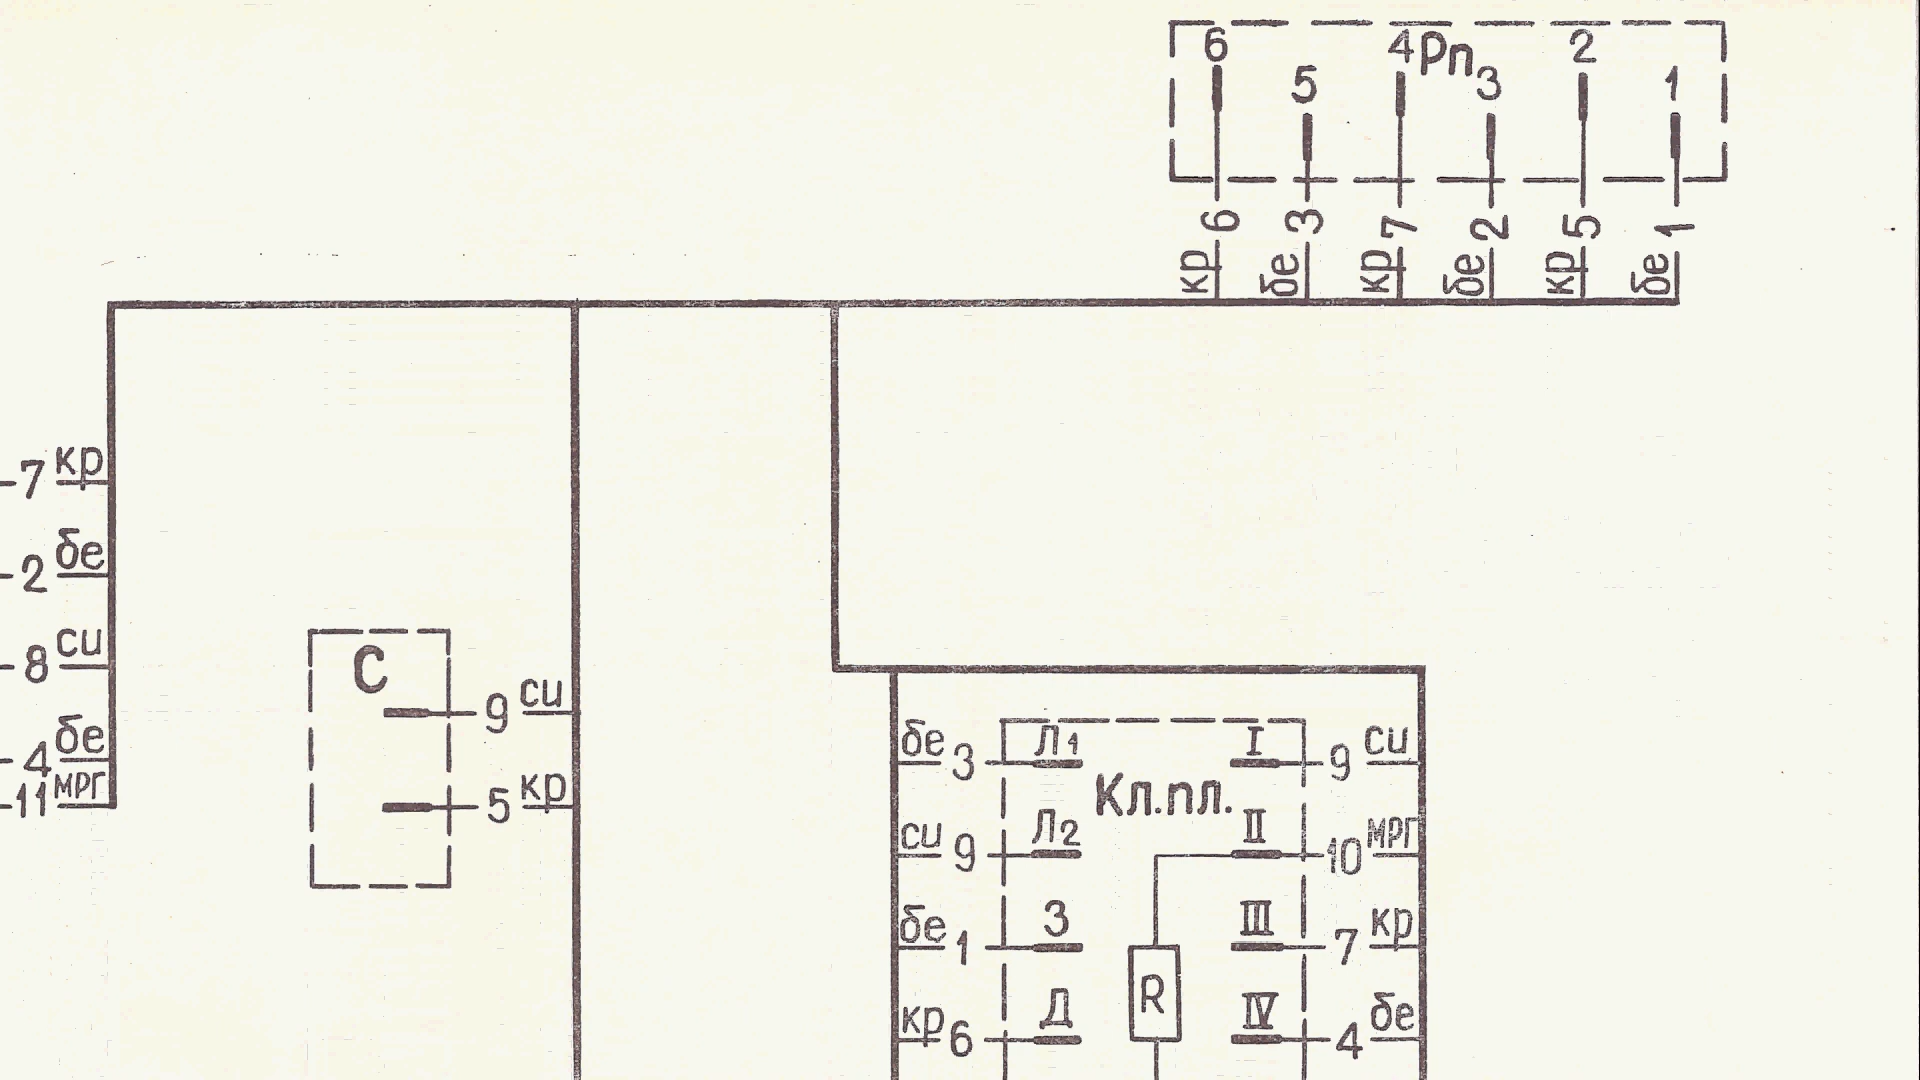 6 5 4 Рп 3 2 1
кр 6 бе 3 кр 7 бе 2 кр 5 бе 1
7 кр
2 бе
8 си
4 бе
11 мрг
С
9 си
5 кр
бе 3 Л1 I 9 си
Кл.пл.
си 9 Л2 II 10 мрг
бе 1 З III 7 кр
R
кр 6 Д IV 4 бе